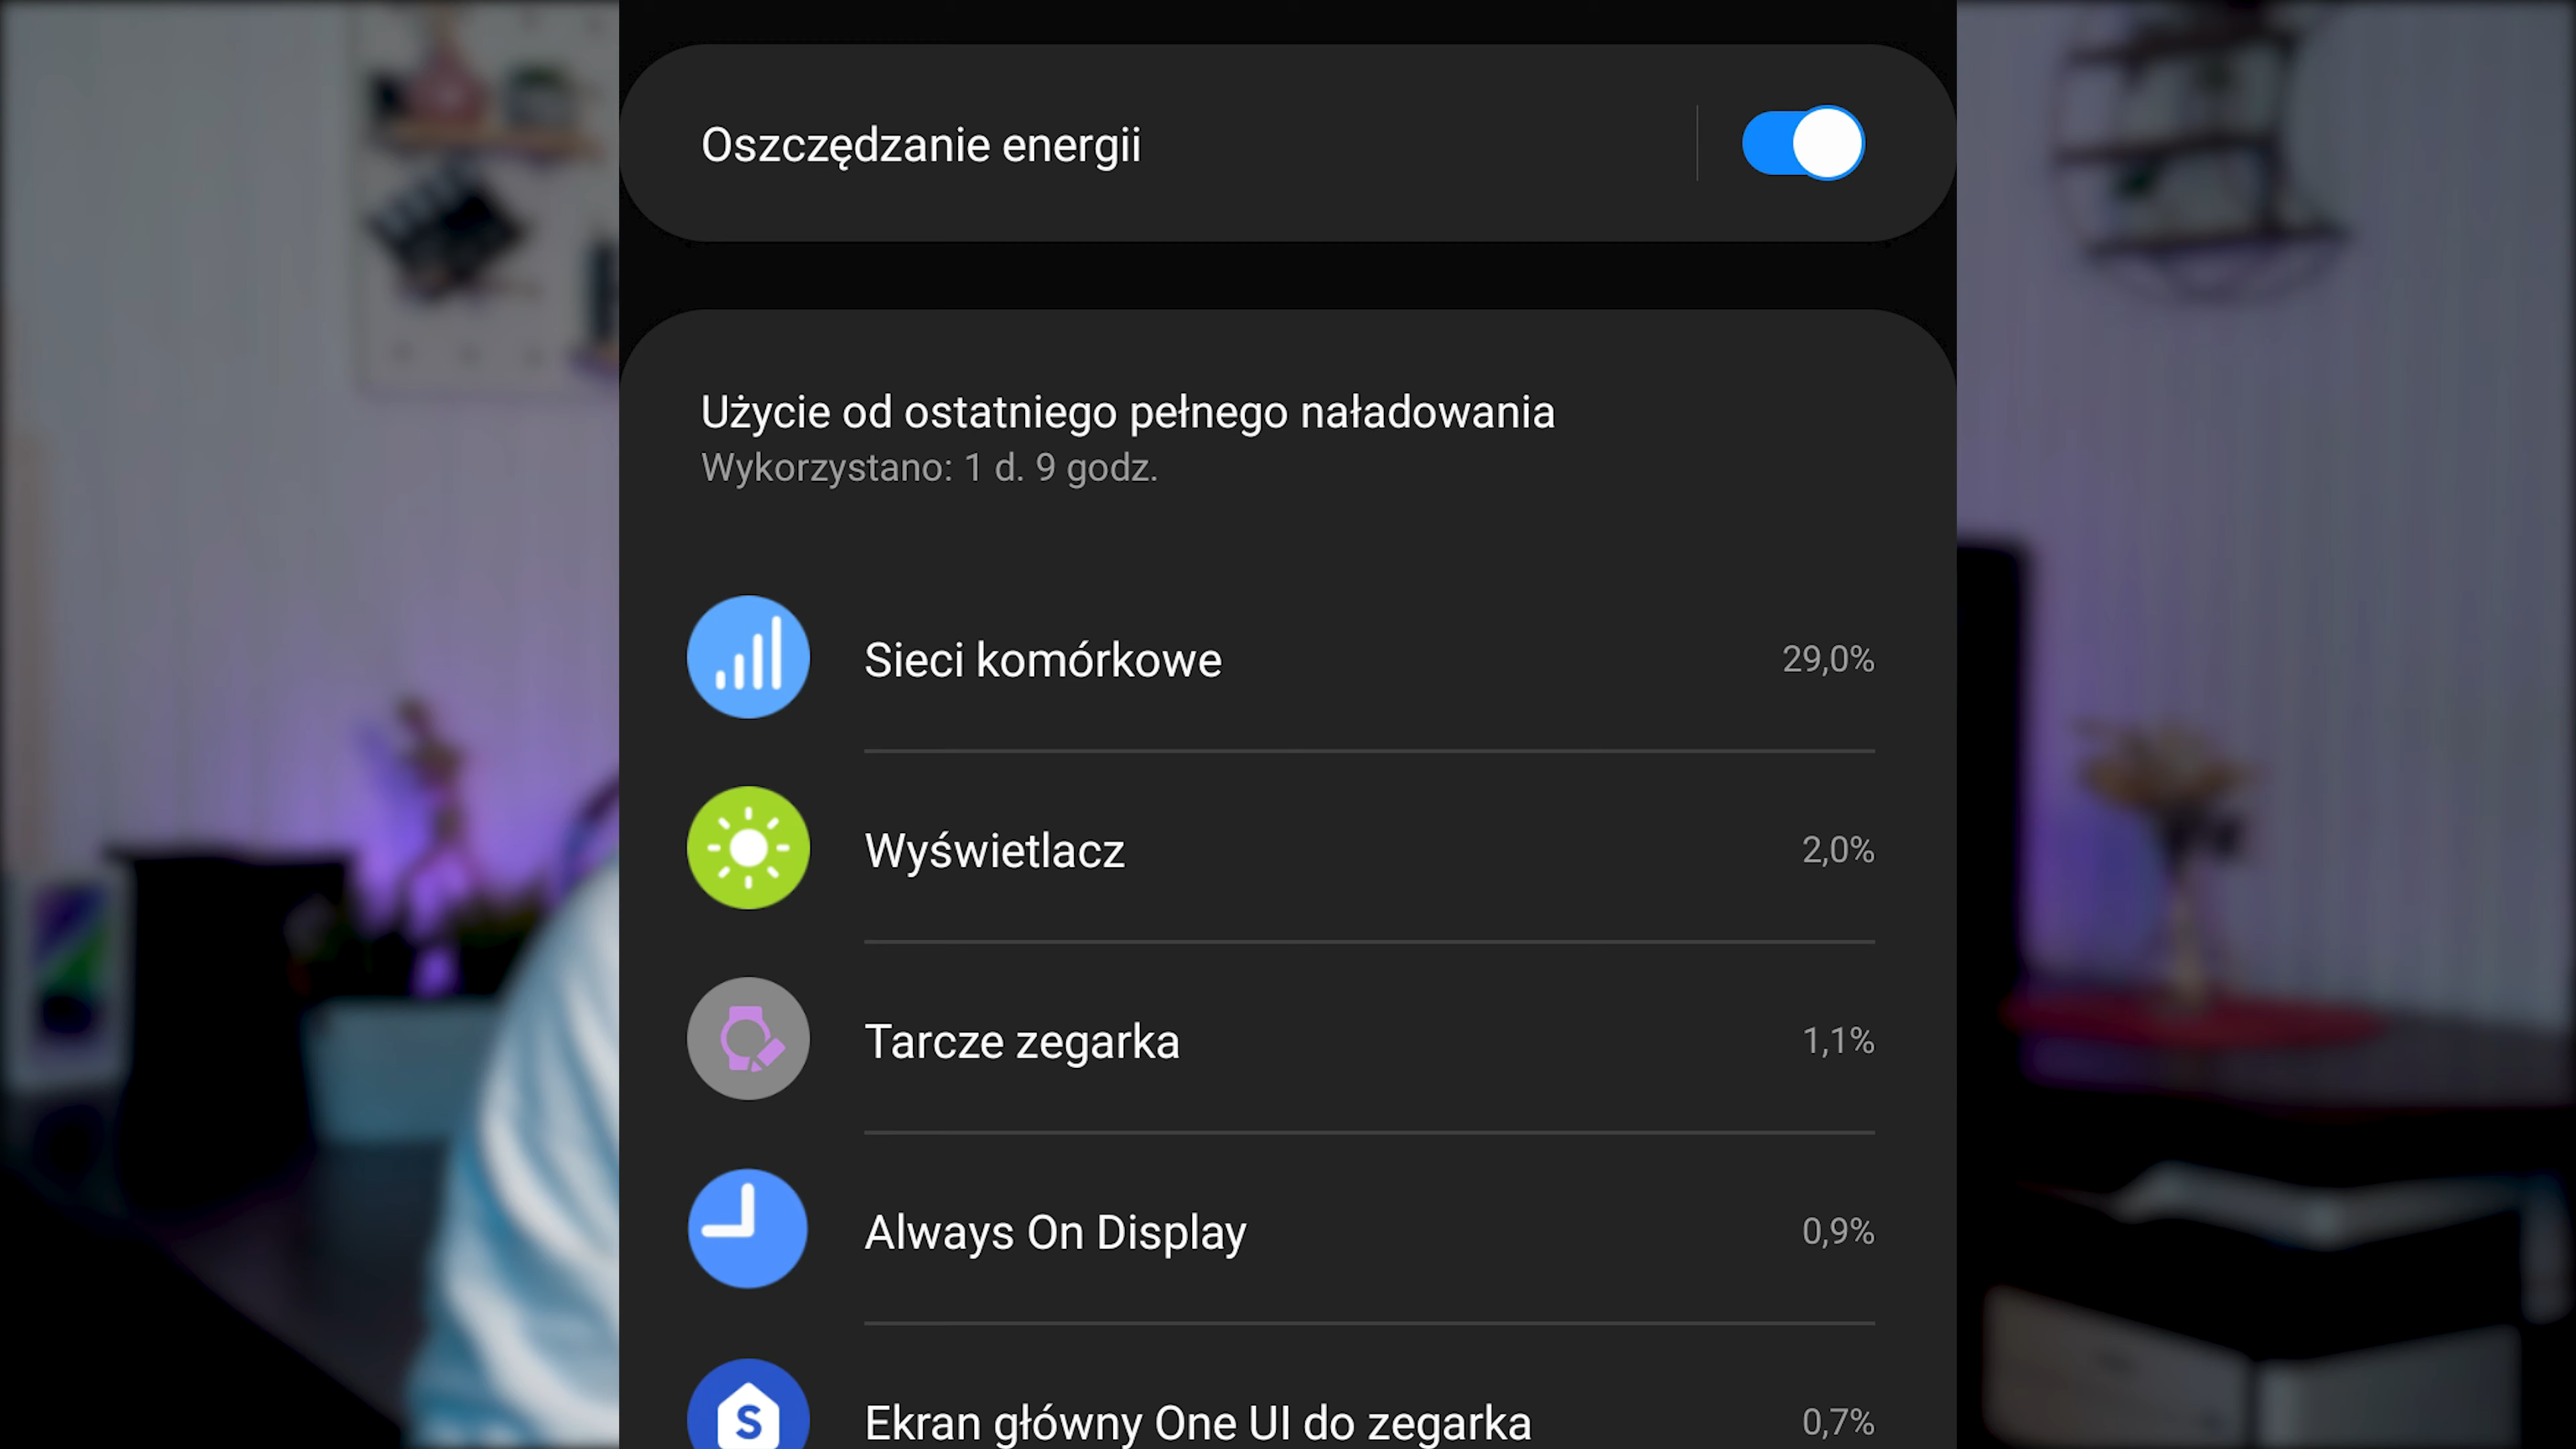 Oszczędzanie energii
Użycie od ostatniego pełnego naładowania
Wykorzystano: 1 d. 9 godz.
Sieci komórkowe 29,0%
Wyświetlacz 2,0%
Tarcze zegarka 1,1%
Always On Display 0,9%
S Ekran główny One UI do zegarka 0,7%